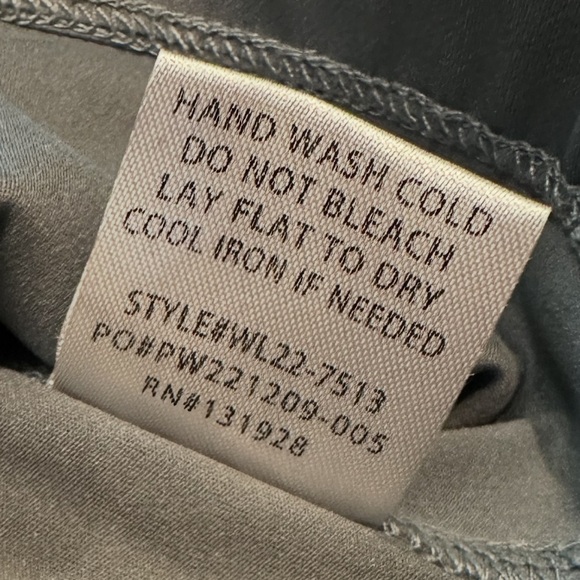 HAND WASH COLD
DO NOT BLEACH
LAY FLAT TO DRY
COOL IRON IF NEEDED
STYLE#WL22-7513
PO#PW221209-005
RN#131928